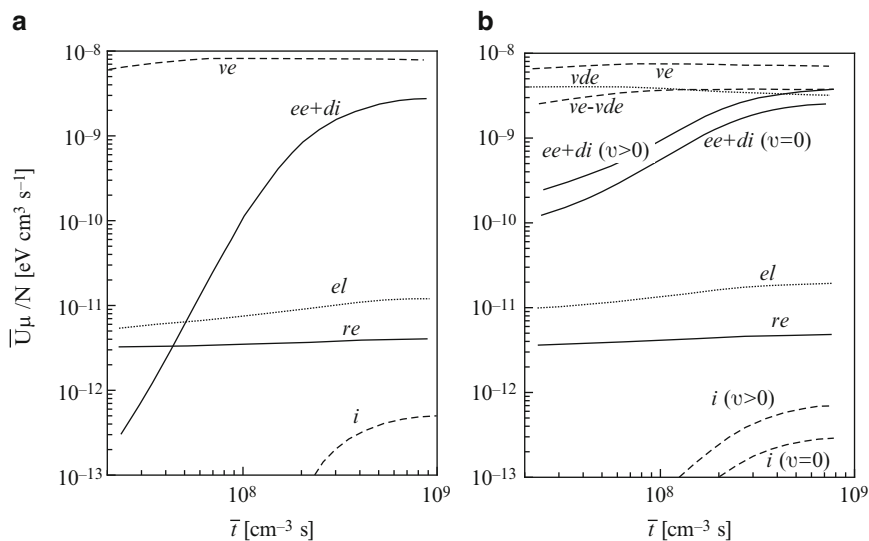 a
10⁻⁸
10⁻⁹
10⁻¹⁰
10⁻¹¹
10⁻¹²
10⁻¹³
U̅μ /N [eV cm³ s⁻¹]
ve
ee+di
el
re
i
10⁸
10⁹
t̅ [cm⁻³ s]
b
10⁻⁸
10⁻⁹
10⁻¹⁰
10⁻¹¹
10⁻¹²
10⁻¹³
ve
vde
ve-vde
ee+di (υ>0)
ee+di (υ=0)
el
re
i (υ>0)
i (υ=0)
10⁸
10⁹
t̅ [cm⁻³ s]